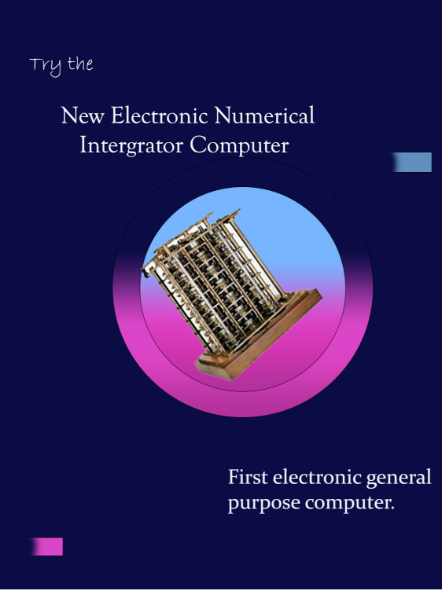 Try the
New Electronic Numerical
Intergrator Computer
First electronic general
purpose computer.